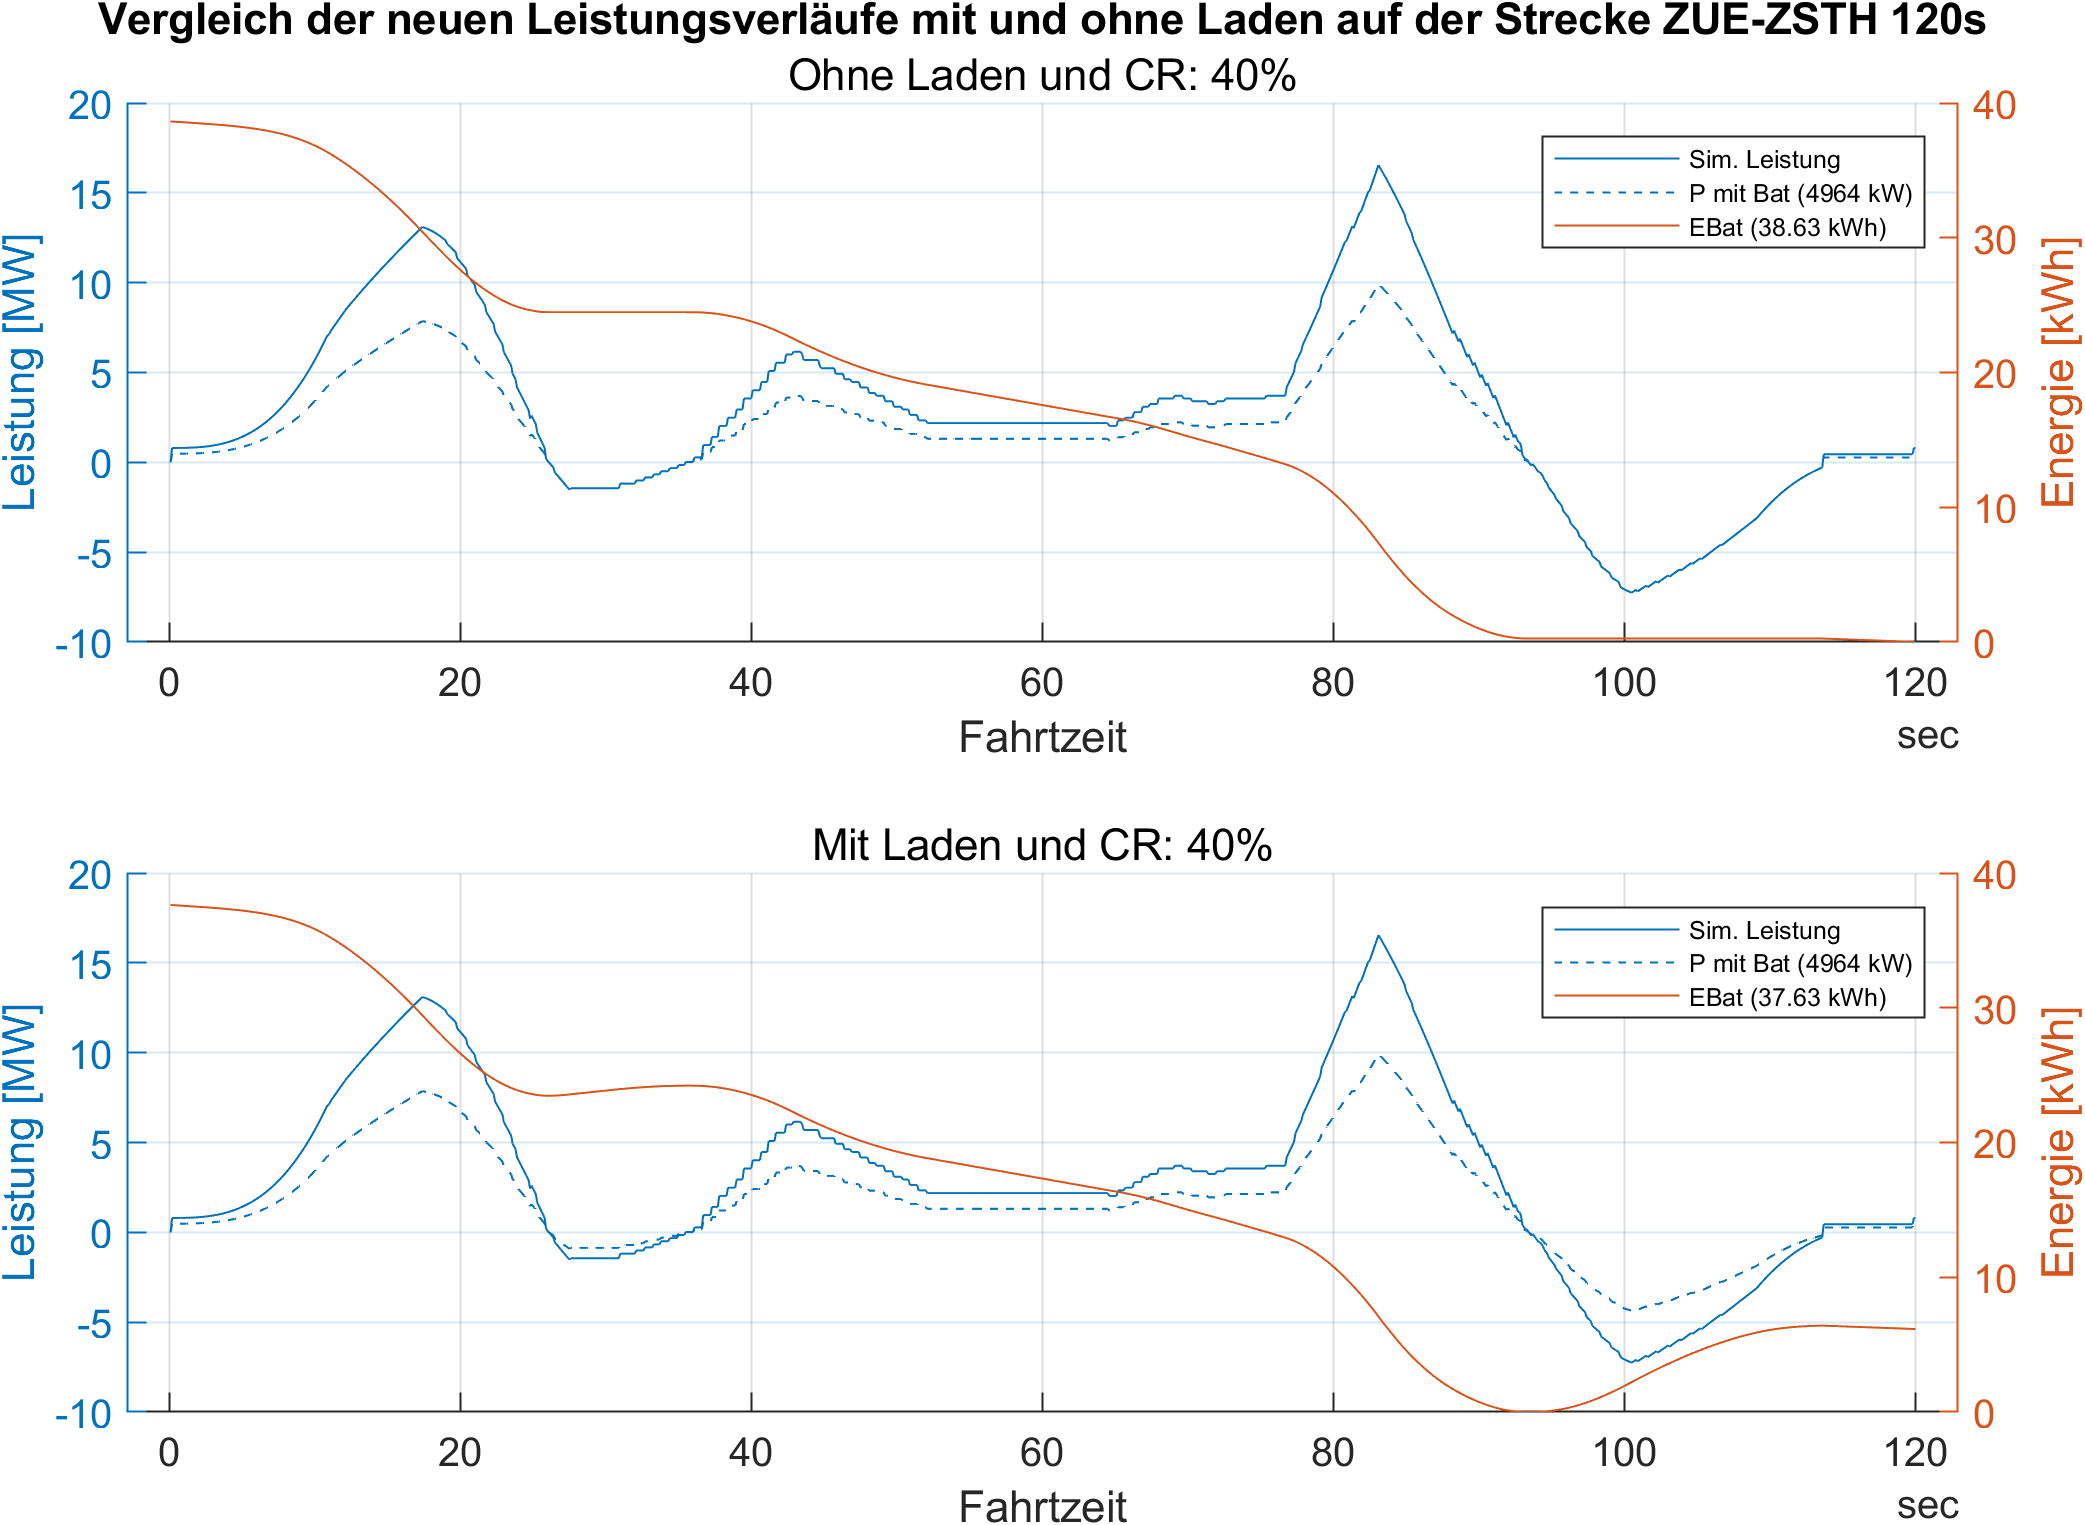 Vergleich der neuen Leistungsverläufe mit und ohne Laden auf der Strecke ZUE-ZSTH 120s
Ohne Laden und CR: 40%
20
15
10
5
0
-5
-10
Leistung [MW]
40
30
20
10
0
Energie [kWh]
Sim. Leistung
P mit Bat (4964 kW)
EBat (38.63 kWh)
0 20 40 60 80 100 120
Fahrtzeit
sec
Mit Laden und CR: 40%
20
15
10
5
0
-5
-10
Leistung [MW]
40
30
20
10
0
Energie [kWh]
Sim. Leistung
P mit Bat (4964 kW)
EBat (37.63 kWh)
0 20 40 60 80 100 120
Fahrtzeit
sec